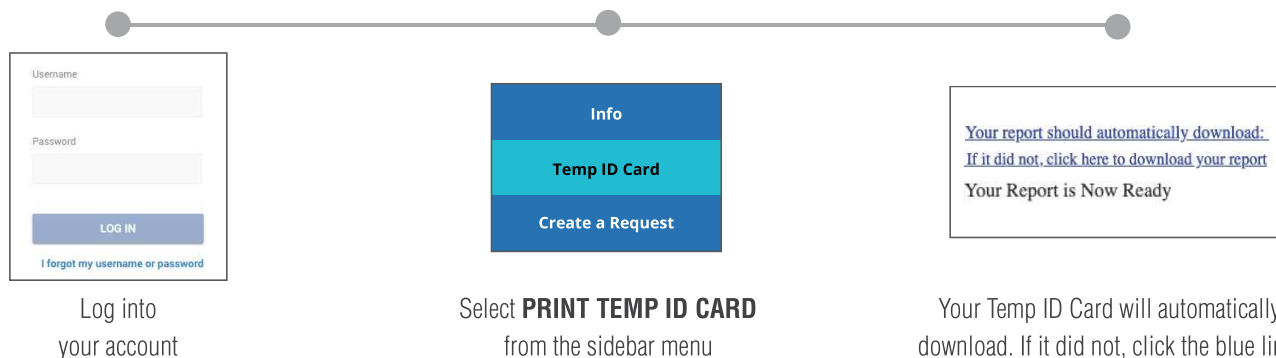 Username
Password
LOG IN
I forgot my username or password
Log into
your account
Info
Temp ID Card
Create a Request
Select PRINT TEMP ID CARD
from the sidebar menu
Your report should automatically download:
If it did not, click here to download your report
Your Report is Now Ready
Your Temp ID Card will automatically
download. If it did not, click the blue